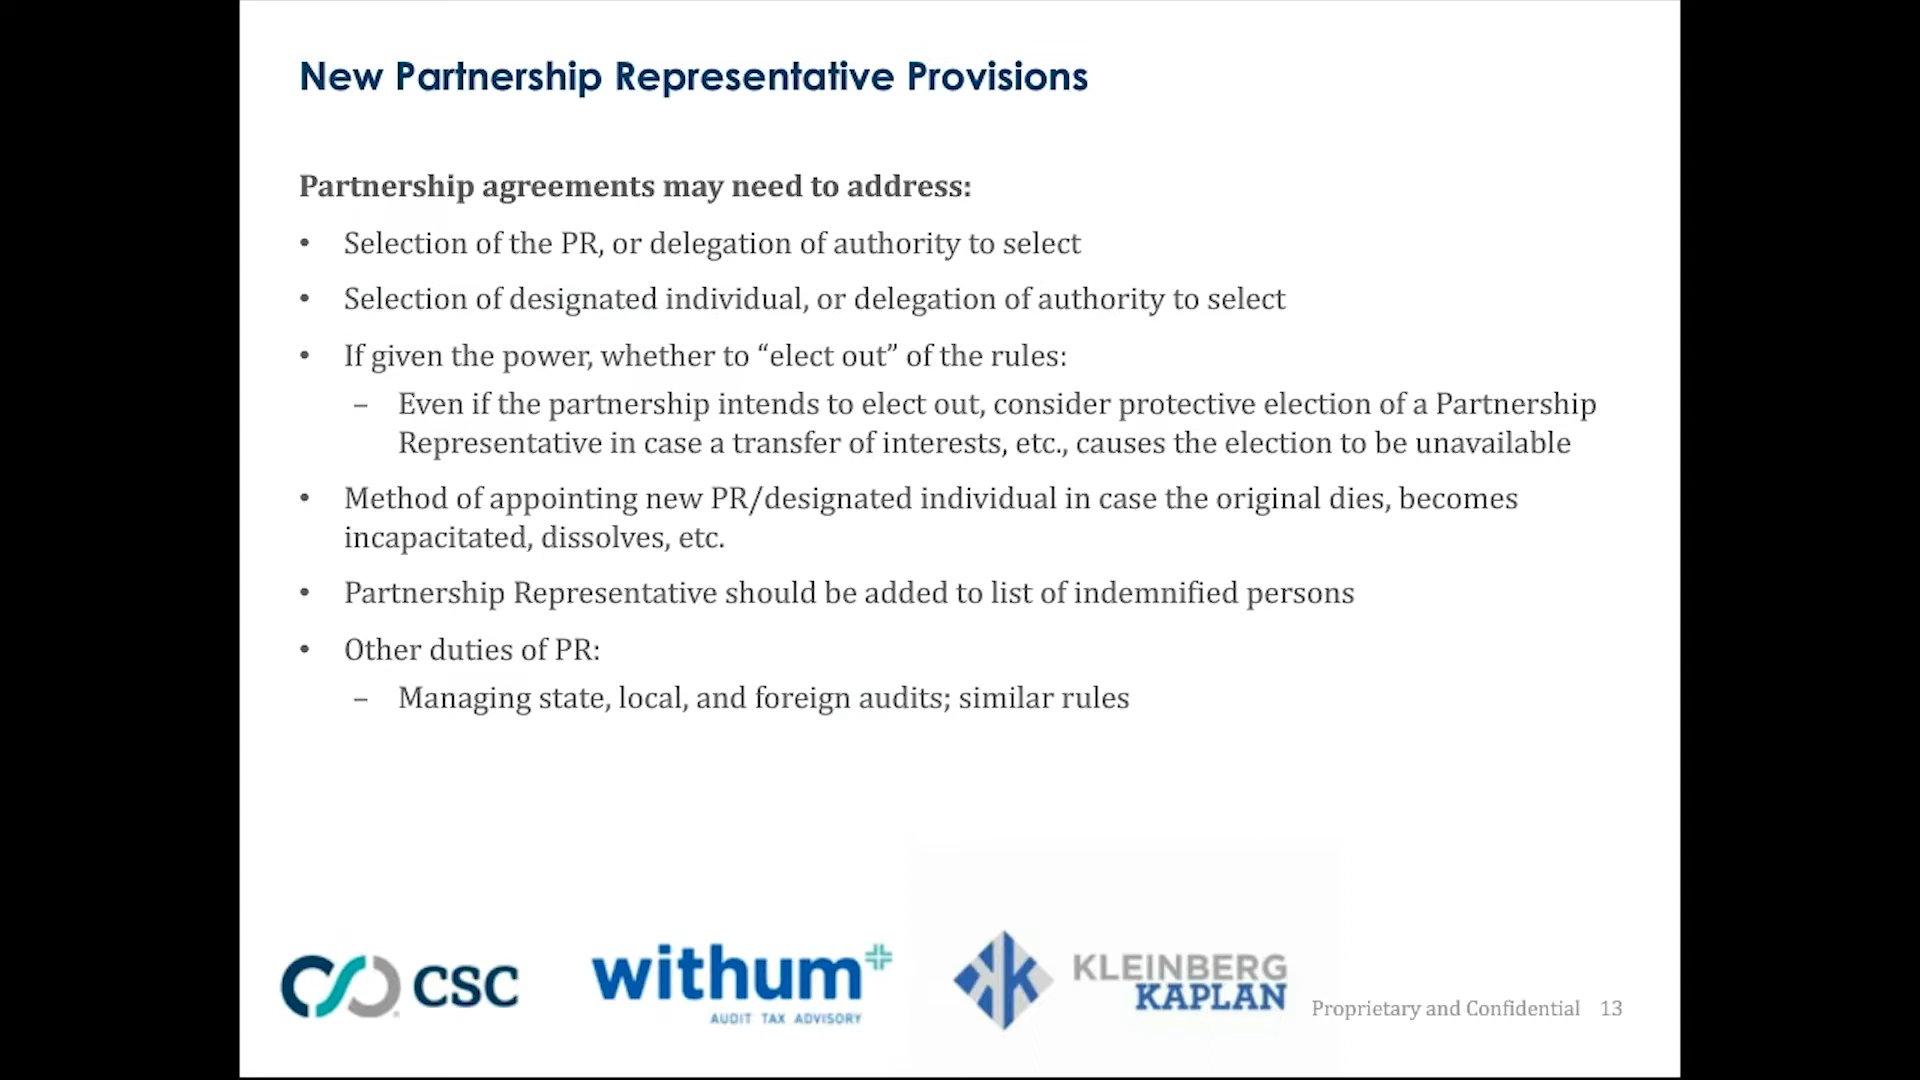 New Partnership Representative Provisions
Partnership agreements may need to address:
• Selection of the PR, or delegation of authority to select
• Selection of designated individual, or delegation of authority to select
• If given the power, whether to “elect out” of the rules:
– Even if the partnership intends to elect out, consider protective election of a Partnership
Representative in case a transfer of interests, etc., causes the election to be unavailable
• Method of appointing new PR/designated individual in case the original dies, becomes
incapacitated, dissolves, etc.
• Partnership Representative should be added to list of indemnified persons
• Other duties of PR:
– Managing state, local, and foreign audits; similar rules
CSC
withum
AUDIT TAX ADVISORY
KLEINBERG
KAPLAN
Proprietary and Confidential 13